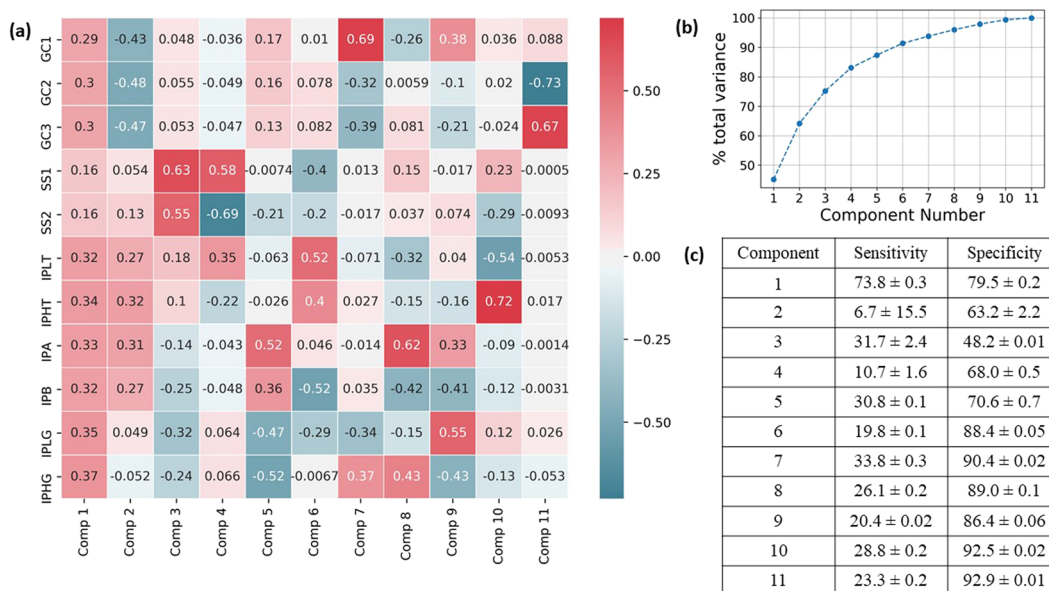 (a)
GC1 0.29 -0.43 0.048 -0.036 0.17 0.01 0.69 -0.26 0.38 0.036 0.088
GC2 0.3 -0.48 0.055 -0.049 0.16 0.078 -0.32 0.0059 -0.1 0.02 -0.73
GC3 0.3 -0.47 0.053 -0.047 0.13 0.082 -0.39 0.081 -0.21 -0.024 0.67
SS1 0.16 0.054 0.63 0.58 -0.0074 -0.4 0.013 0.15 -0.017 0.23 -0.0005
SS2 0.16 0.13 0.55 -0.69 -0.21 -0.2 -0.017 0.037 0.074 -0.29 -0.0093
IPLT 0.32 0.27 0.18 0.35 -0.063 0.52 -0.071 -0.32 0.04 -0.54 -0.0053
IPHT 0.34 0.32 0.1 -0.22 -0.026 0.4 0.027 -0.15 -0.16 0.72 0.017
IPA 0.33 0.31 -0.14 -0.043 0.52 0.046 -0.014 0.62 0.33 -0.09 -0.0014
IPB 0.32 0.27 -0.25 -0.048 0.36 -0.52 0.035 -0.42 -0.41 -0.12 -0.0031
IPLG 0.35 0.049 -0.32 0.064 -0.47 -0.29 -0.34 -0.15 0.55 0.12 0.026
IPHG 0.37 -0.052 -0.24 0.066 -0.52 -0.0067 0.37 0.43 -0.43 -0.13 -0.053
Comp 1 Comp 2 Comp 3 Comp 4 Comp 5 Comp 6 Comp 7 Comp 8 Comp 9 Comp 10 Comp 11
0.50
0.25
0.00
-0.25
-0.50
(b)
% total variance
100
90
80
70
60
50
1 2 3 4 5 6 7 8 9 10 11
Component Number
(c)
Component Sensitivity Specificity
1 73.8 ± 0.3 79.5 ± 0.2
2 6.7 ± 15.5 63.2 ± 2.2
3 31.7 ± 2.4 48.2 ± 0.01
4 10.7 ± 1.6 68.0 ± 0.5
5 30.8 ± 0.1 70.6 ± 0.7
6 19.8 ± 0.1 88.4 ± 0.05
7 33.8 ± 0.3 90.4 ± 0.02
8 26.1 ± 0.2 89.0 ± 0.1
9 20.4 ± 0.02 86.4 ± 0.06
10 28.8 ± 0.2 92.5 ± 0.02
11 23.3 ± 0.2 92.9 ± 0.01